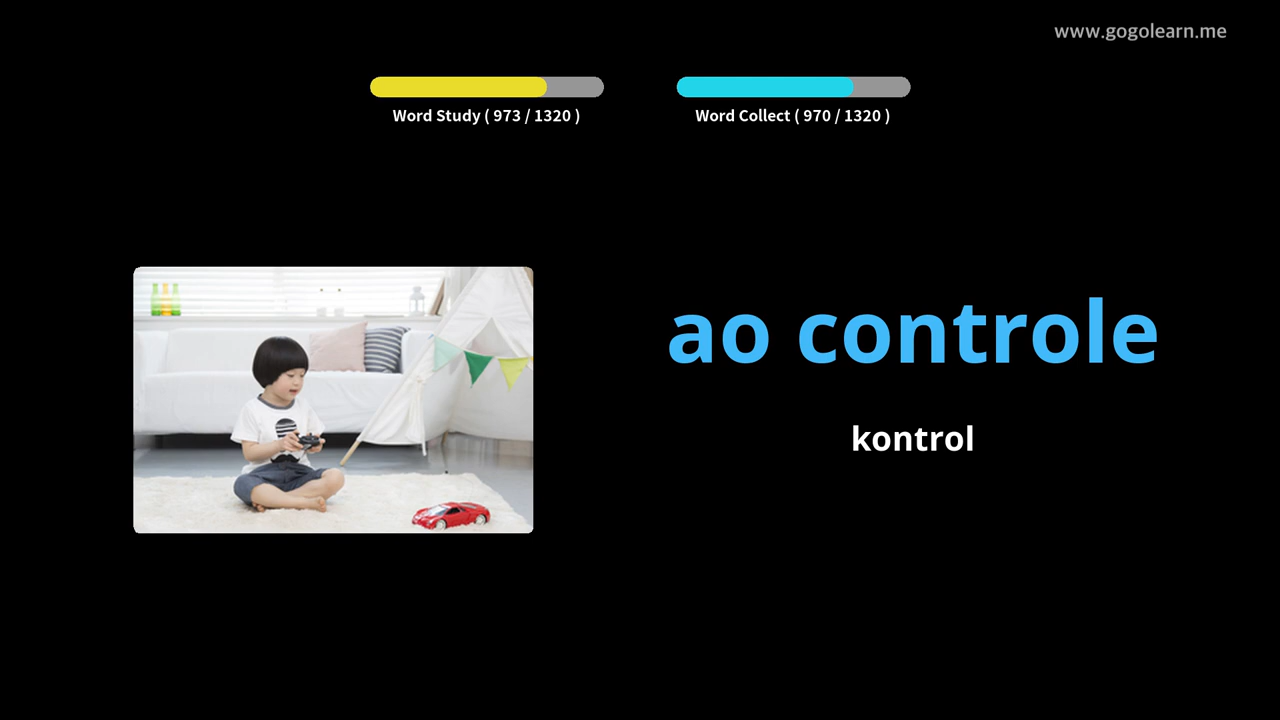 www.gogolearn.me
Word Study ( 973 / 1320 )
Word Collect ( 970 / 1320 )
ao controle
kontrol